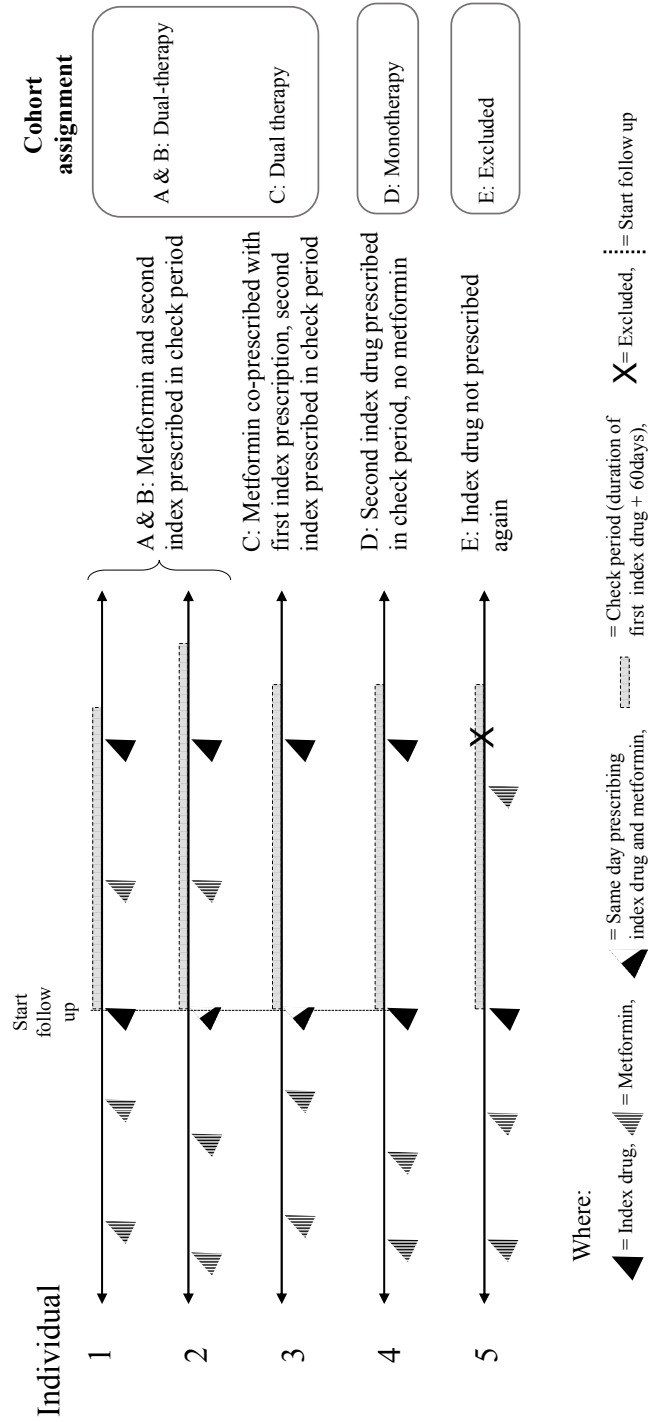 Cohort
assignment
Start
follow
up
Individual
1
2
3
4
5
A & B: Metformin and second
index prescribed in check period
C: Metformin co-prescribed with
first index prescription, second
index prescribed in check period
D: Second index drug prescribed
in check period, no metformin
E: Index drug not prescribed
again
A & B: Dual-therapy
C: Dual therapy
D: Monotherapy
E: Excluded
Where:
= Index drug,
= Metformin,
= Same day prescribing
index drug and metformin,
= Check period (duration of
first index drug + 60days),
X = Excluded,
= Start follow up